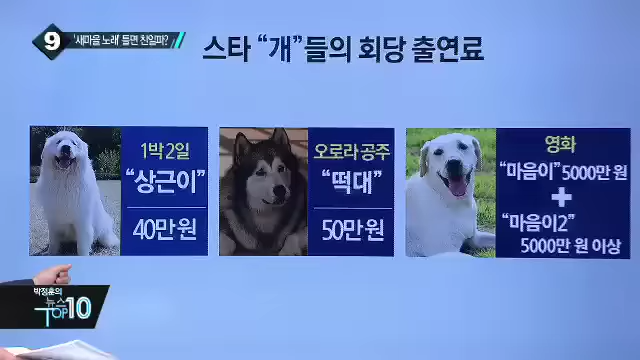 9
'새마을 노래' 들으면 친일파?
스타 “개”들의 회당 출연료
1박 2일
“상근이”
40만 원
오로라 공주
“떡대”
50만 원
영화
“마음이” 5000만 원
+
“마음이2”
5000만 원 이상
박정훈의
뉴스
TOP10